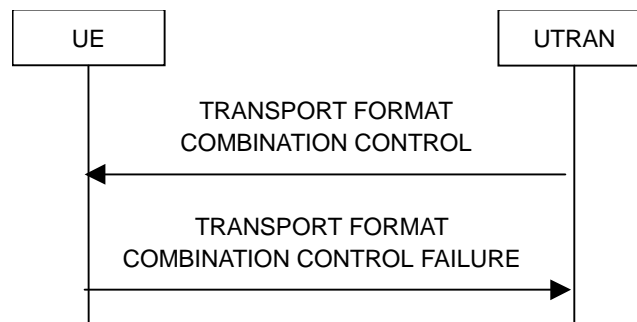 UE
UTRAN
TRANSPORT FORMAT
COMBINATION CONTROL
TRANSPORT FORMAT
COMBINATION CONTROL FAILURE